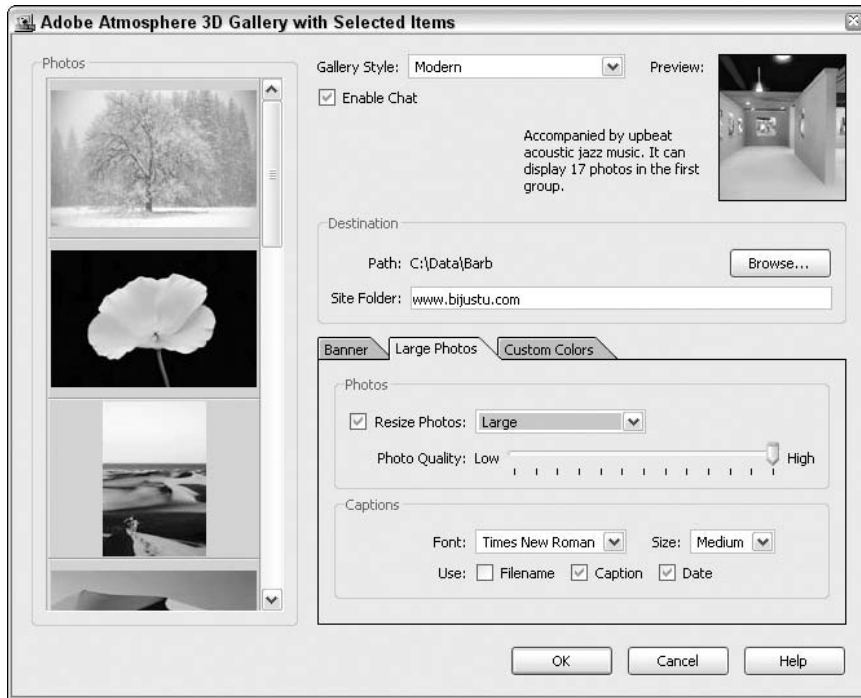 Adobe Atmosphere 3D Gallery with Selected Items
Photos
Gallery Style: Modern
Preview:
Enable Chat
Accompanied by upbeat
acoustic jazz music. It can
display 17 photos in the first
group.
Destination
Path: C:\Data\Barb
Browse...
Site Folder: www.bijustu.com
Banner
Large Photos
Custom Colors
Photos
Resize Photos: Large
Photo Quality: Low
High
Captions
Font: Times New Roman
Size: Medium
Use: Filename Caption Date
OK
Cancel
Help